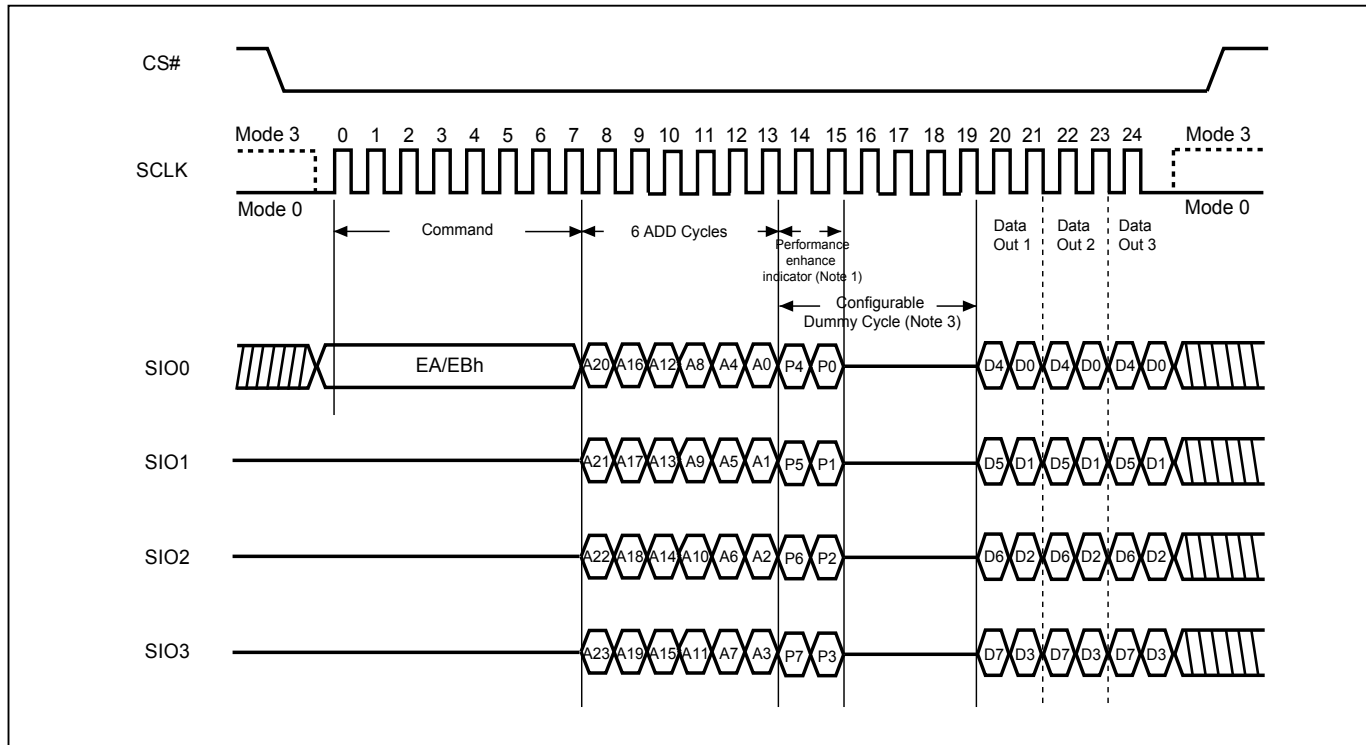 CS#
Mode 3 0 1 2 3 4 5 6 7 8 9 10 11 12 13 14 15 16 17 18 19 20 21 22 23 24 Mode 3
SCLK
Mode 0 Mode 0
Command
6 ADD Cycles
Performance
enhance
indicator (Note 1)
Data
Out 1
Data
Out 2
Data
Out 3
Configurable
Dummy Cycle (Note 3)
SIO0 EA/EBh A20 A16 A12 A8 A4 A0 P4 P0 D4 D0 D4 D0 D4 D0
SIO1 A21 A17 A13 A9 A5 A1 P5 P1 D5 D1 D5 D1 D5 D1
SIO2 A22 A18 A14 A10 A6 A2 P6 P2 D6 D2 D6 D2 D6 D2
SIO3 A23 A19 A15 A11 A7 A3 P7 P3 D7 D3 D7 D3 D7 D3